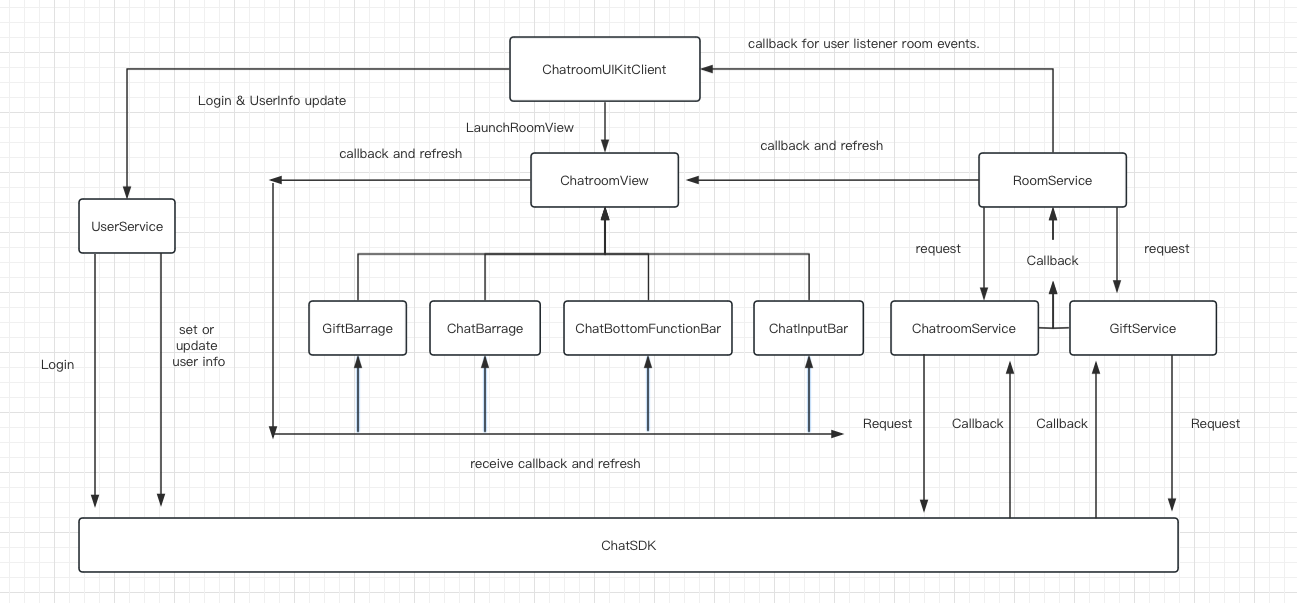 callback for user listener room events.
ChatroomUIKitClient
Login & UserInfo update
LaunchRoomView
callback and refresh
callback and refresh
ChatroomView
RoomService
UserService
request
Callback
request
GiftBarrage
ChatBarrage
ChatBottomFunctionBar
ChatInputBar
ChatroomService
GiftService
set or
update
user info
Login
Request
Callback
Callback
Request
receive callback and refresh
ChatSDK